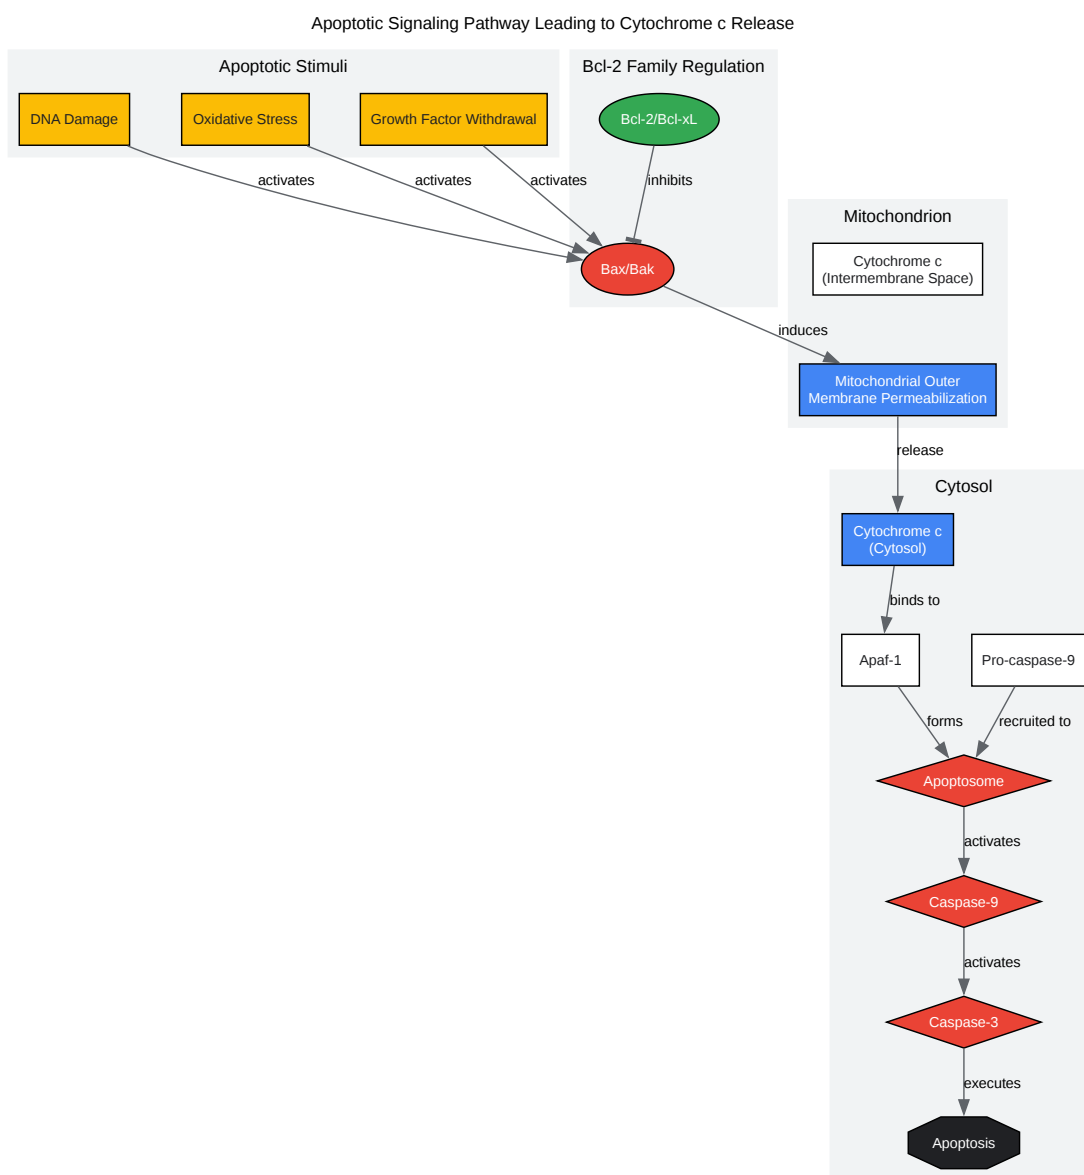 Apoptotic Signaling Pathway Leading to Cytochrome c Release
Apoptotic Stimuli
Bcl-2 Family Regulation
DNA Damage
Oxidative Stress
Growth Factor Withdrawal
Bcl-2/Bcl-xL
activates
activates
activates
inhibits
Mitochondrion
Cytochrome c
(Intermembrane Space)
Bax/Bak
induces
Mitochondrial Outer
Membrane Permeabilization
release
Cytosol
Cytochrome c
(Cytosol)
binds to
Apaf-1
Pro-caspase-9
forms
recruited to
Apoptosome
activates
Caspase-9
activates
Caspase-3
executes
Apoptosis